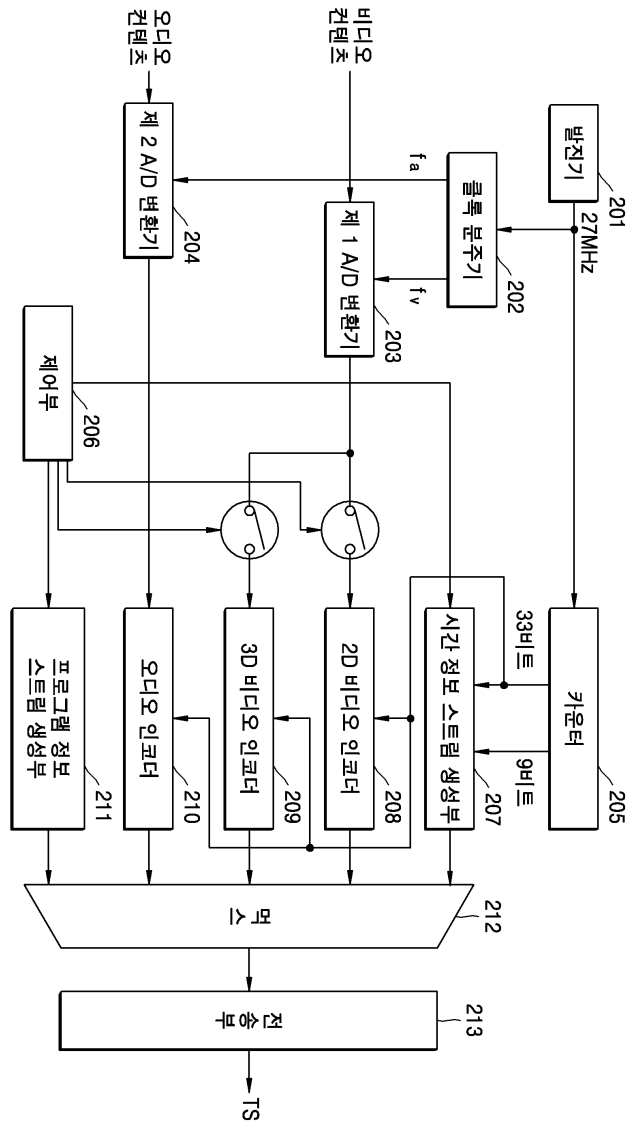 발진기
201
27MHz
클록 분주기
202
fa
fv
비디오
컨텐츠
제 1 A/D 변환기
203
오디오
컨텐츠
제 2 A/D 변환기
204
제어부
206
카운터
205
33비트
9비트
시간 정보 스트림 생성부
207
2D 비디오 인코더
208
3D 비디오 인코더
209
오디오 인코더
210
프로그램 정보
스트림 생성부
211
먹스
212
전송부
213
TS